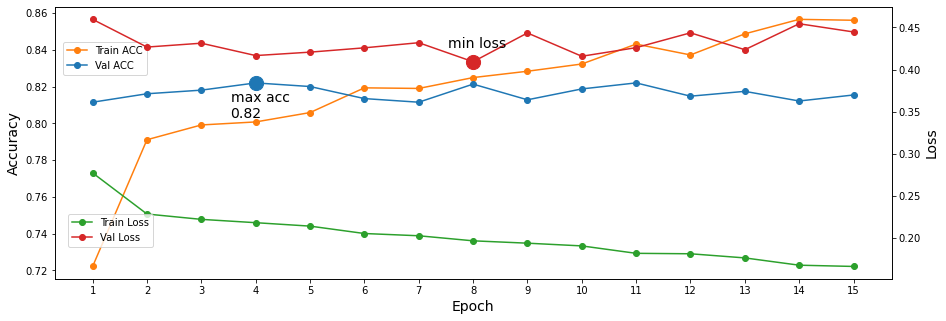 0.86
0.84
0.82
0.80
0.78
0.76
0.74
0.72
Accuracy
Train ACC
Val ACC
max acc
0.82
min loss
Train Loss
Val Loss
0.45
0.40
0.35
0.30
0.25
0.20
Loss
1 2 3 4 5 6 7 8 9 10 11 12 13 14 15
Epoch